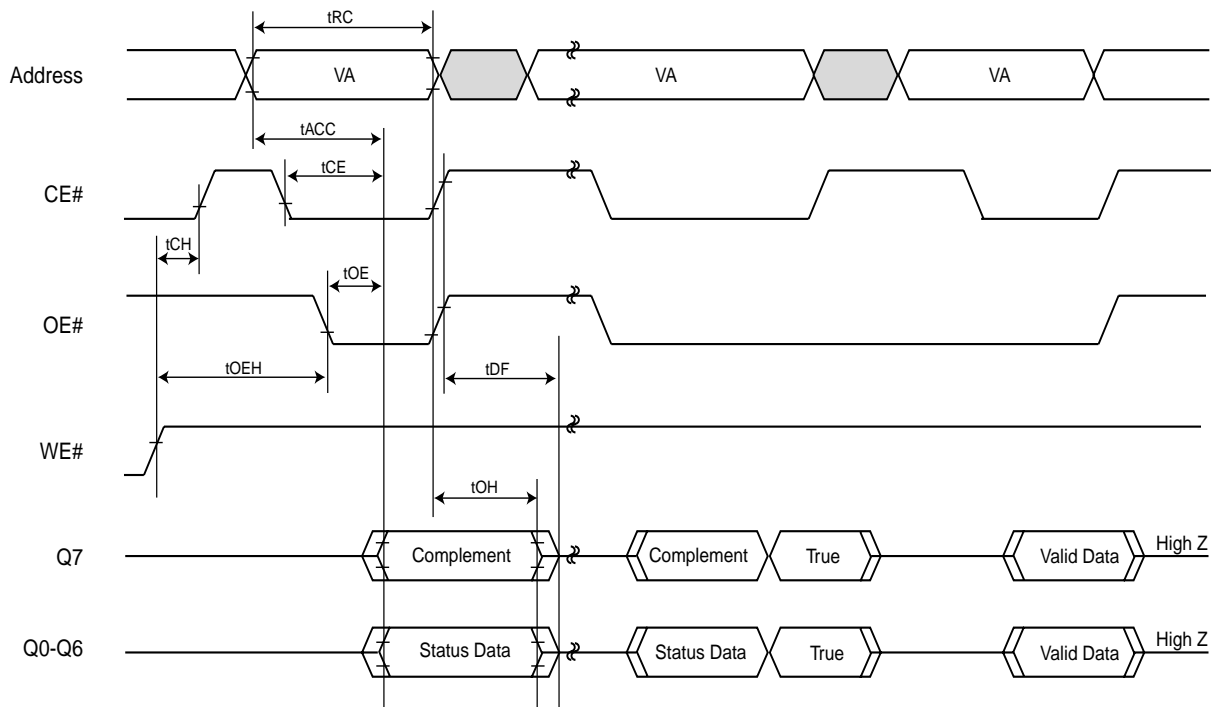 tRC
Address VA VA VA
tACC
tCE
CE#
tCH
tOE
OE#
tOEH tDF
WE#
tOH
Q7 Complement Complement True Valid Data High Z
Q0-Q6 Status Data Status Data True Valid Data High Z